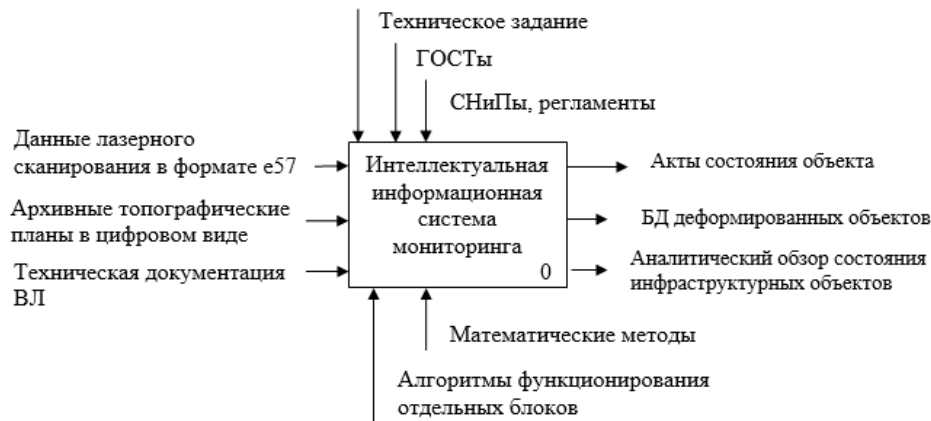 Техническое задание
ГОСТы
СНиПы, регламенты
Данные лазерного
сканирования в формате e57
Архивные топографические
планы в цифровом виде
Техническая документация
ВЛ
Интеллектуальная
информационная
система
мониторинга
0
Акты состояния объекта
БД деформированных объектов
Аналитический обзор состояния
инфраструктурных объектов
Математические методы
Алгоритмы функционирования
отдельных блоков